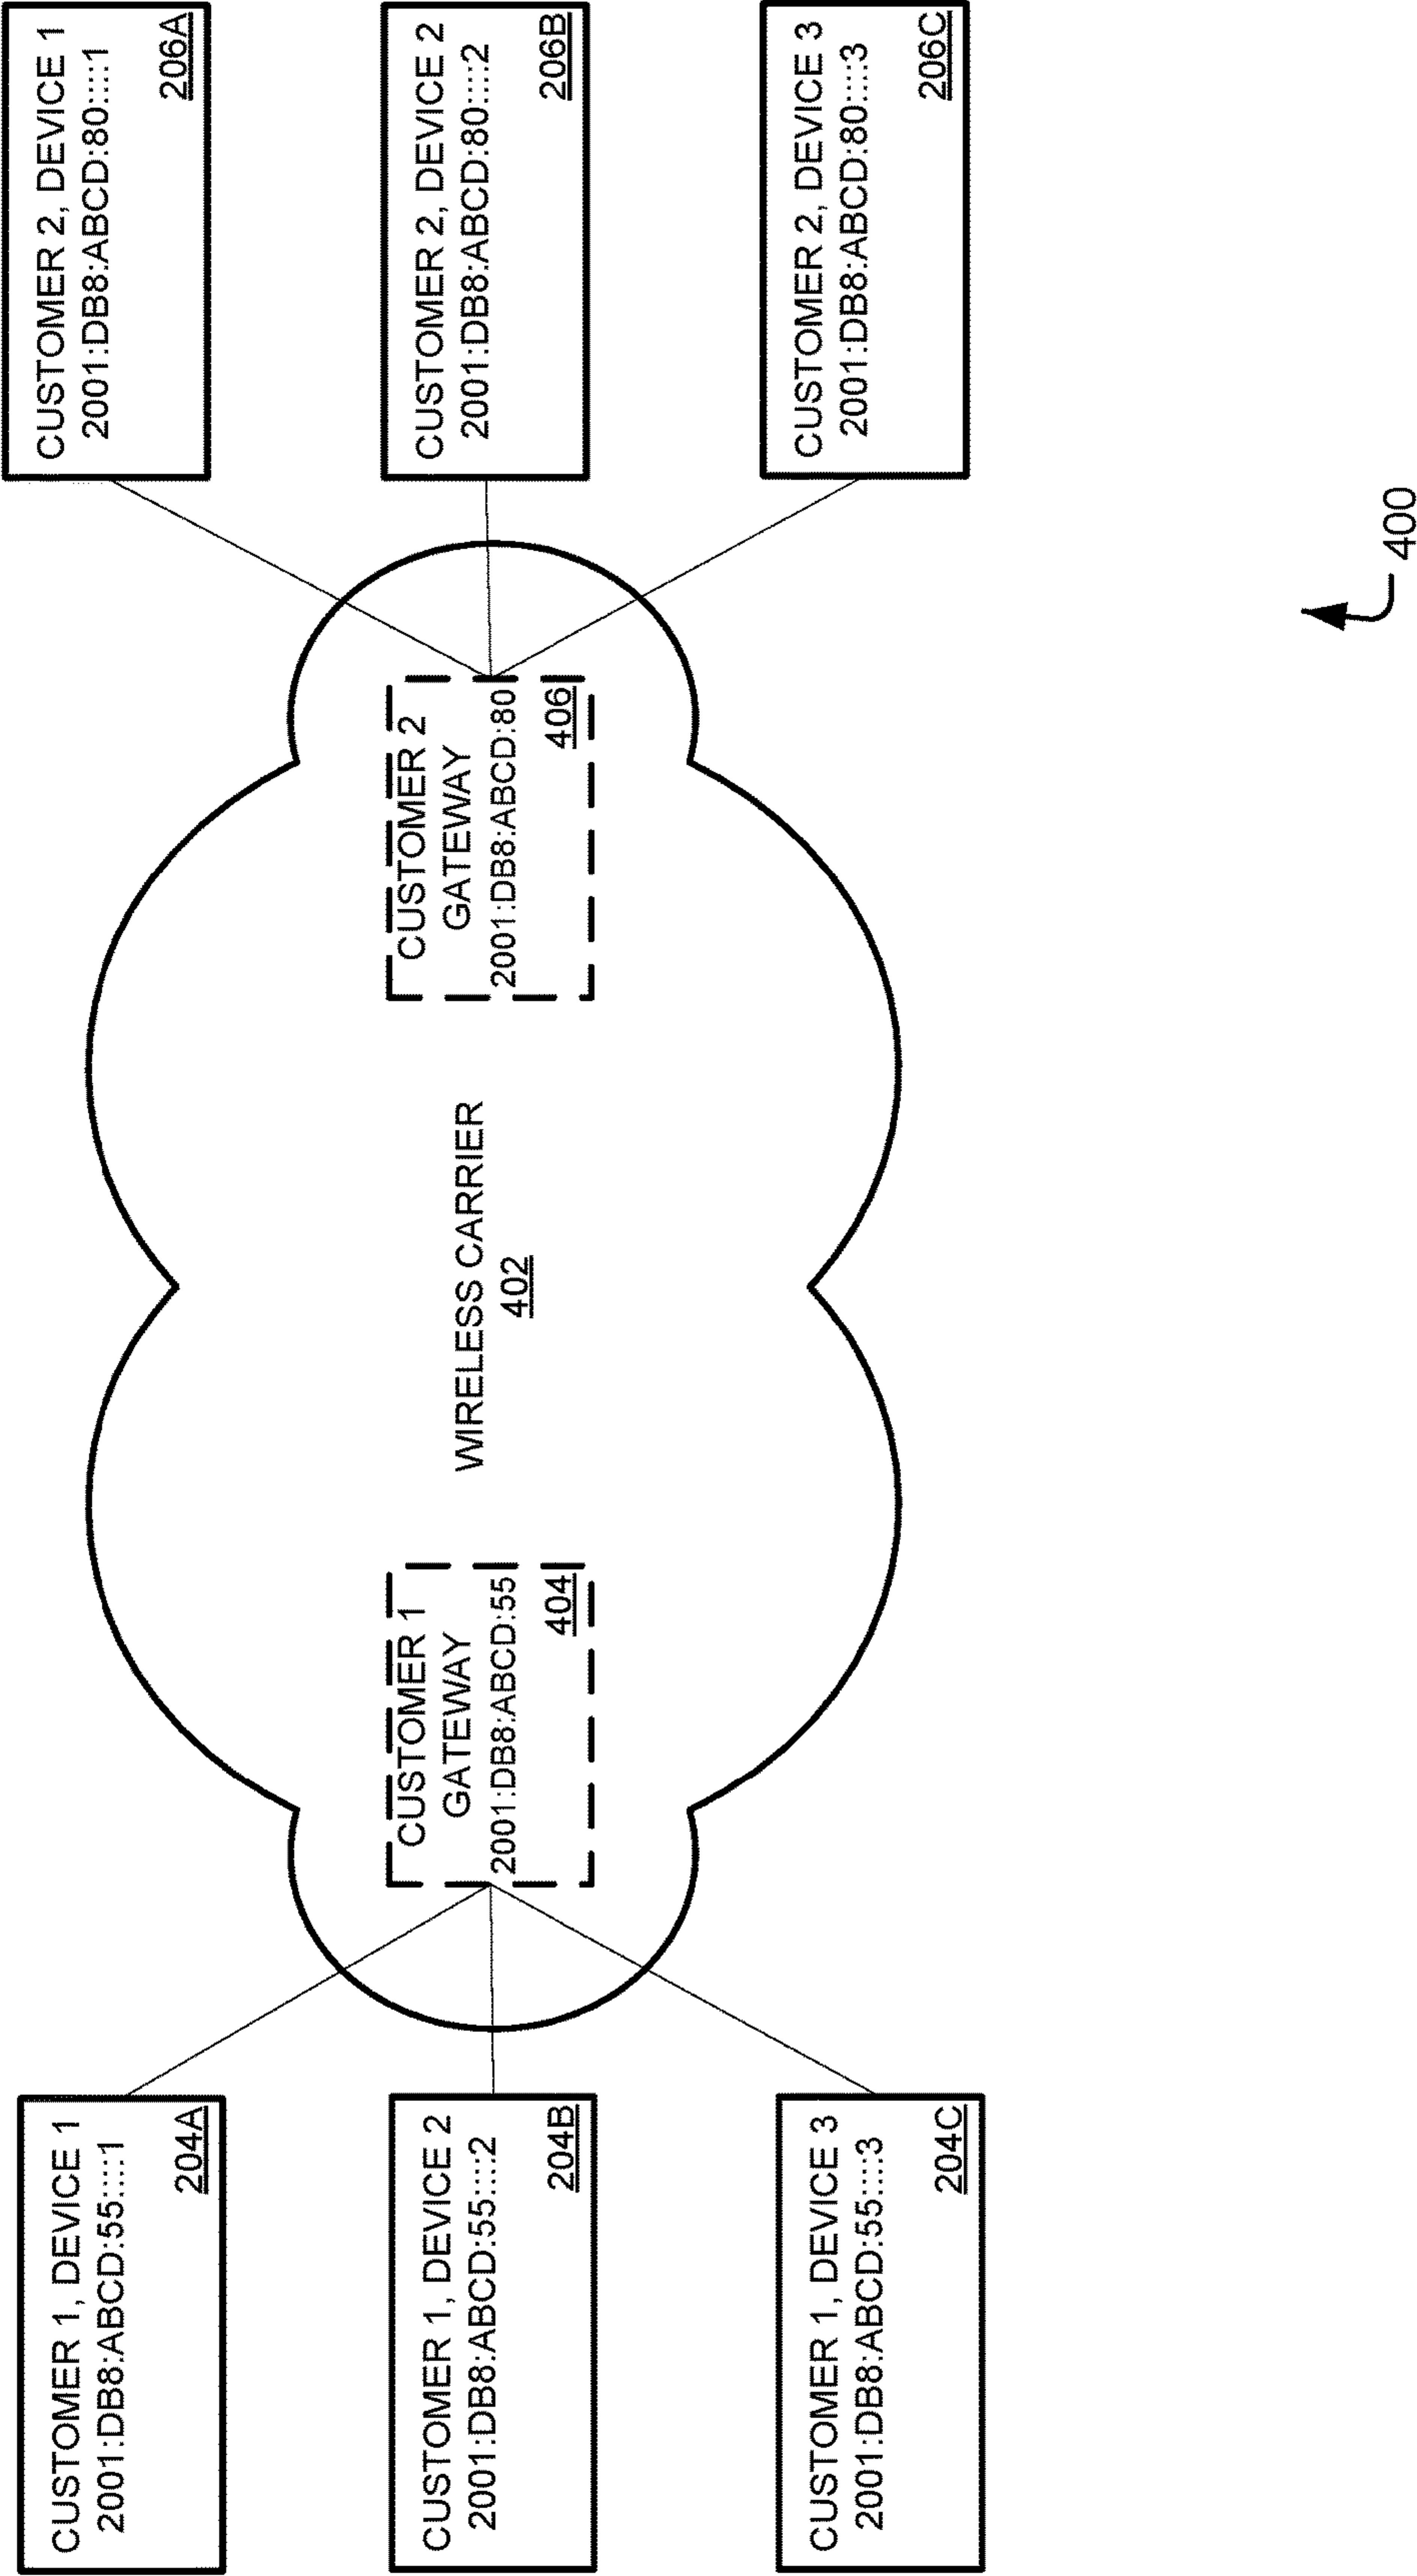 CUSTOMER 1, DEVICE 1
2001:DB8:ABCD:55::::1
204A
CUSTOMER 1, DEVICE 2
2001:DB8:ABCD:55::::2
204B
CUSTOMER 1, DEVICE 3
2001:DB8:ABCD:55::::3
204C
CUSTOMER 1
GATEWAY
2001:DB8:ABCD:55
404
WIRELESS CARRIER
402
CUSTOMER 2
GATEWAY
2001:DB8:ABCD:80
406
CUSTOMER 2, DEVICE 1
2001:DB8:ABCD:80::::1
206A
CUSTOMER 2, DEVICE 2
2001:DB8:ABCD:80::::2
206B
CUSTOMER 2, DEVICE 3
2001:DB8:ABCD:80::::3
206C
400